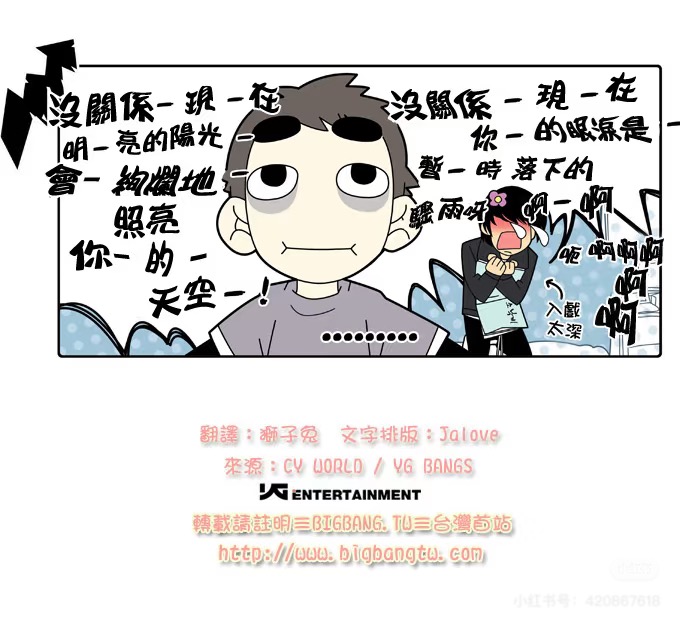 沒關係－現－在
明－亮的陽光－
會－絢爛地－
照亮
你－的－
天空－！
沒關係－現－在
你－的眼淚是－
暫－時落下的
驟雨呀
啊－啊
呃啊啊啊
啊啊
入戲
太深
………
翻譯：獅子兔 文字排版：Jalove
來源：CY WORLD / YG BANGS
YG ENTERTAINMENT
轉載請註明≡BIGBANG.TW≡台灣首站
http://www.bigbangtw.com
小红书号：420667618